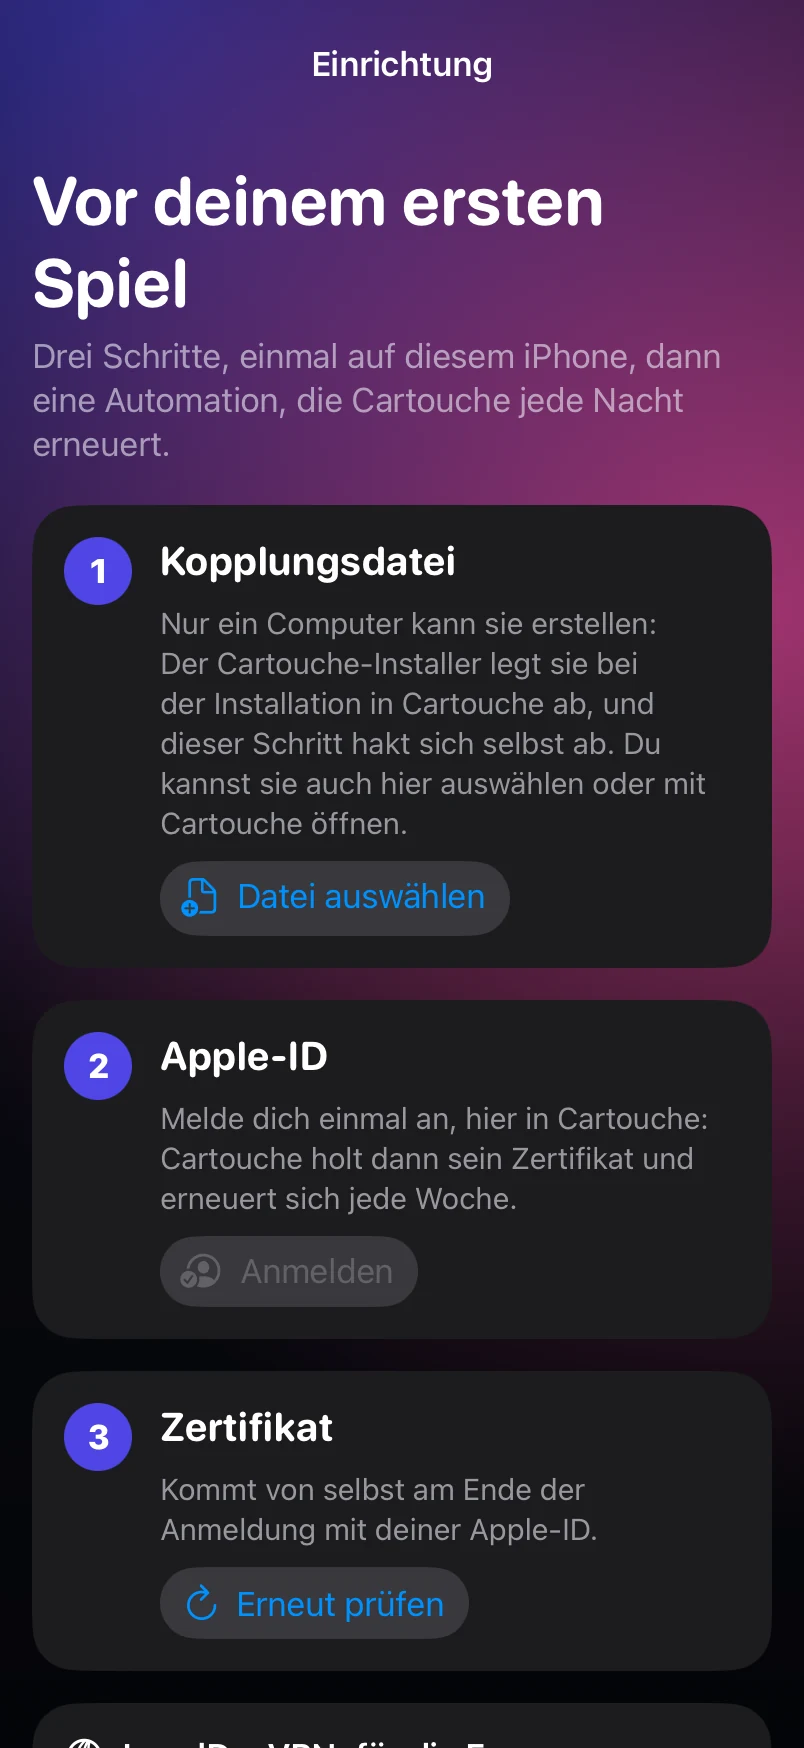 Einrichtung
Vor deinem ersten
Spiel
Drei Schritte, einmal auf diesem iPhone, dann
eine Automation, die Cartouche jede Nacht
erneuert.
1
Kopplungsdatei
Nur ein Computer kann sie erstellen:
Der Cartouche-Installer legt sie bei
der Installation in Cartouche ab, und
dieser Schritt hakt sich selbst ab. Du
kannst sie auch hier auswählen oder mit
Cartouche öffnen.
Datei auswählen
2
Apple-ID
Melde dich einmal an, hier in Cartouche:
Cartouche holt dann sein Zertifikat und
erneuert sich jede Woche.
Anmelden
3
Zertifikat
Kommt von selbst am Ende der
Anmeldung mit deiner Apple-ID.
Erneut prüfen
für die